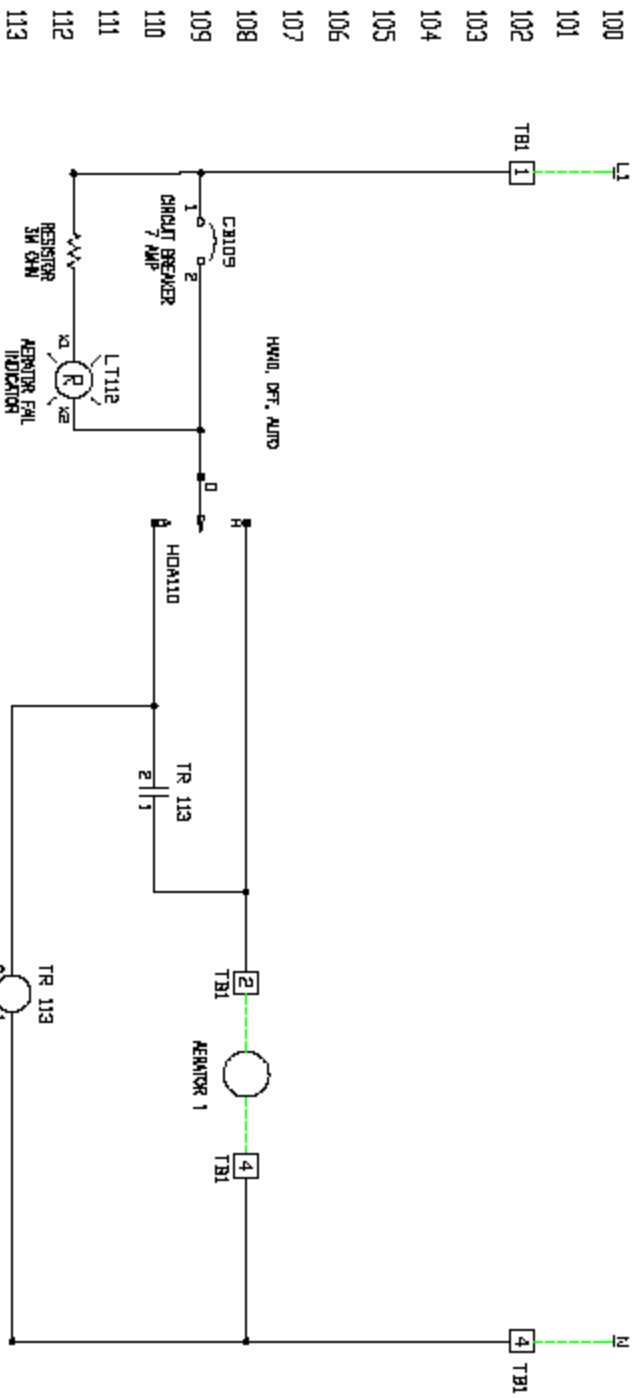 100
L1
N
101
102
TB1
1
4
TB1
103
104
105
106
107
HAND, OFF, AUTO
108
H
TB1
2
AERATOR 1
TB1
4
109
CB109
1
2
CIRCUIT BREAKER
7 AMP
O
110
A
HOA110
TR 113
2
1
111
112
LT112
X1
R
X2
RESISTOR
3M OHM
AERATOR FAIL
INDICATOR
113
TR 113